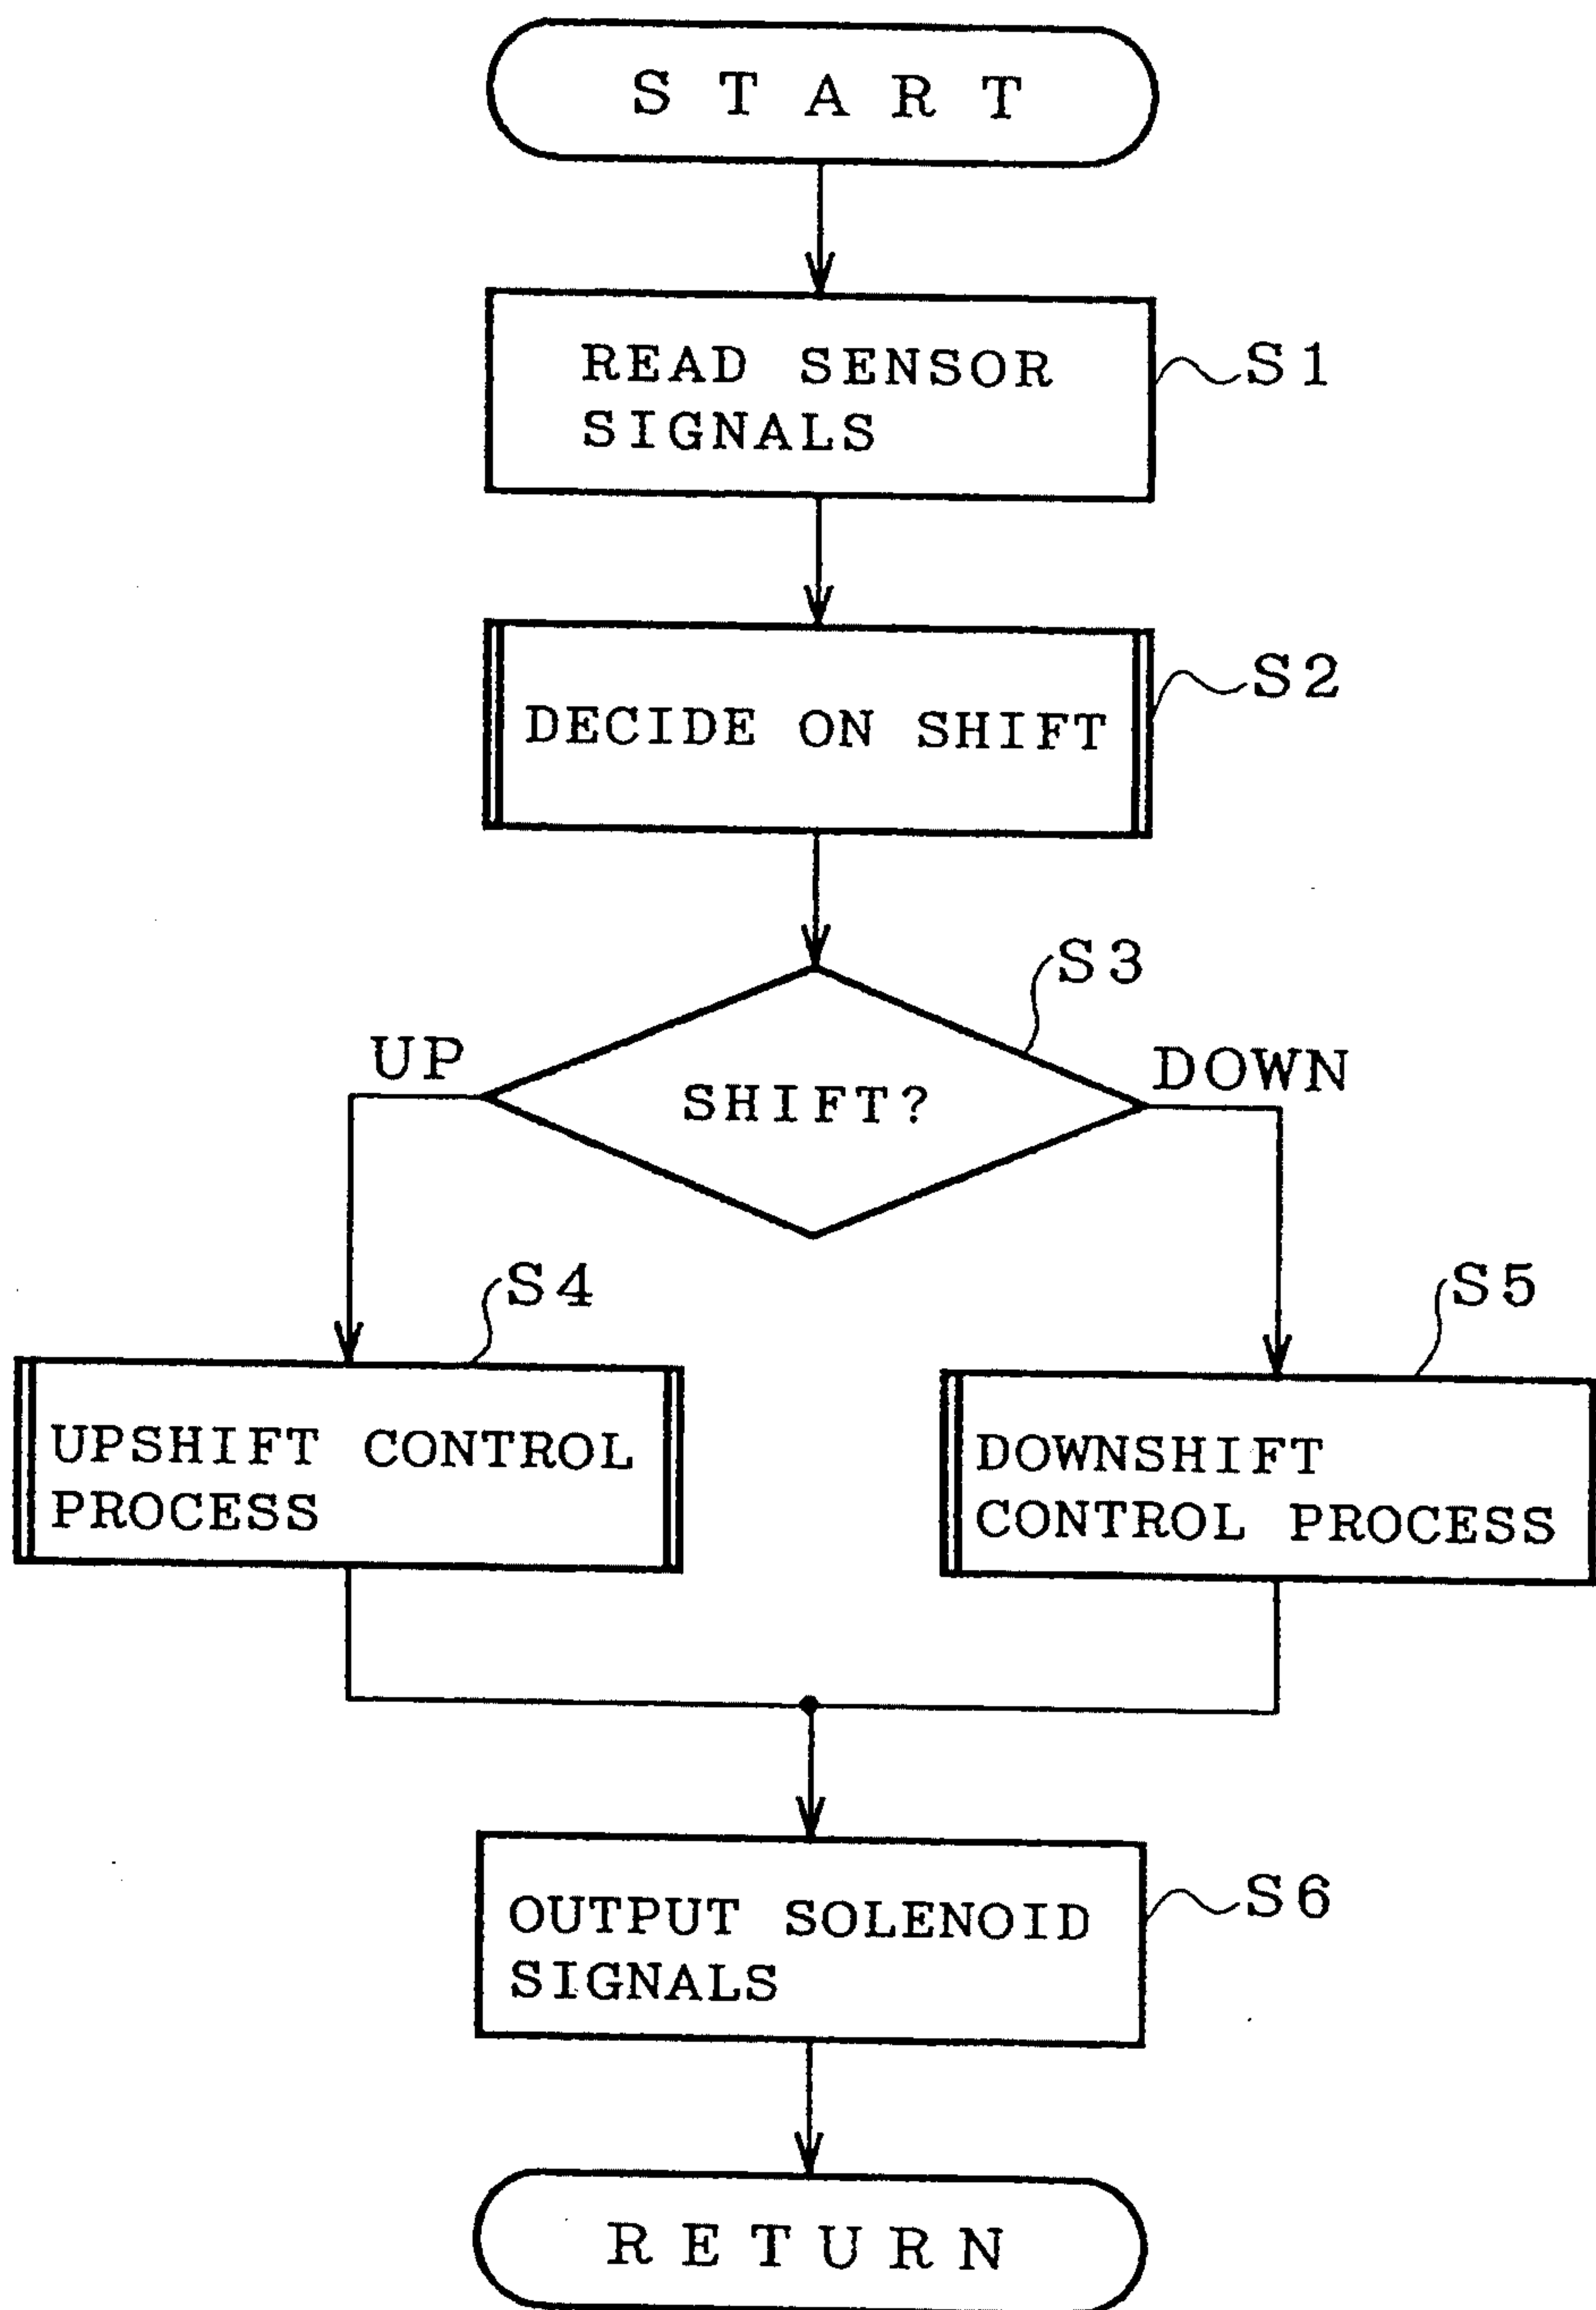 START
READ SENSOR
SIGNALS
S1
DECIDE ON SHIFT
S2
S3
UP
SHIFT?
DOWN
S4
UPSHIFT CONTROL
PROCESS
S5
DOWNSHIFT
CONTROL PROCESS
OUTPUT SOLENOID
SIGNALS
S6
RETURN